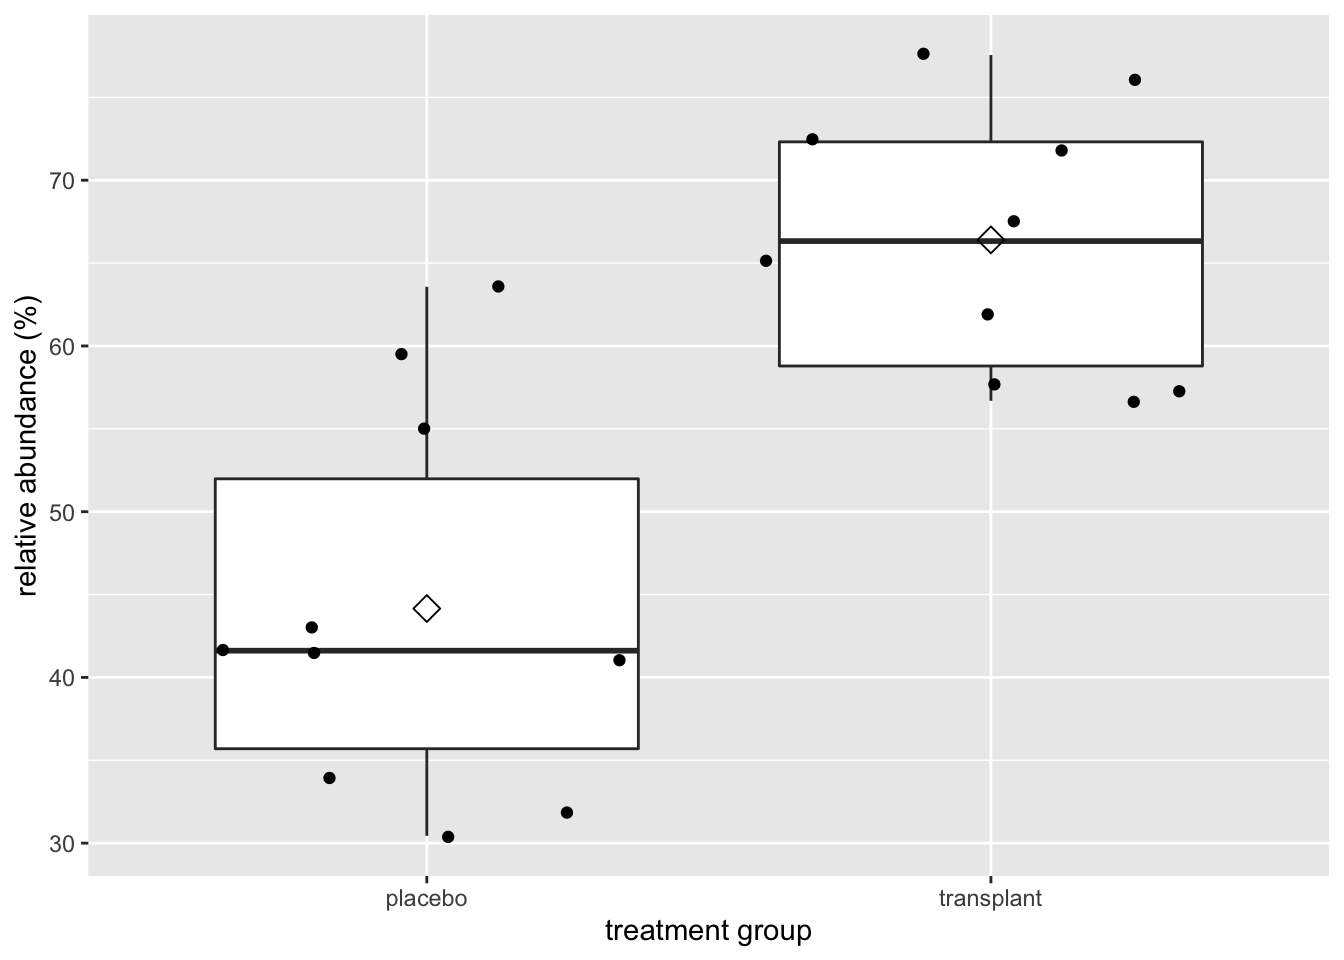 relative abundance (%)
70
60
50
40
30
placebo
transplant
treatment group